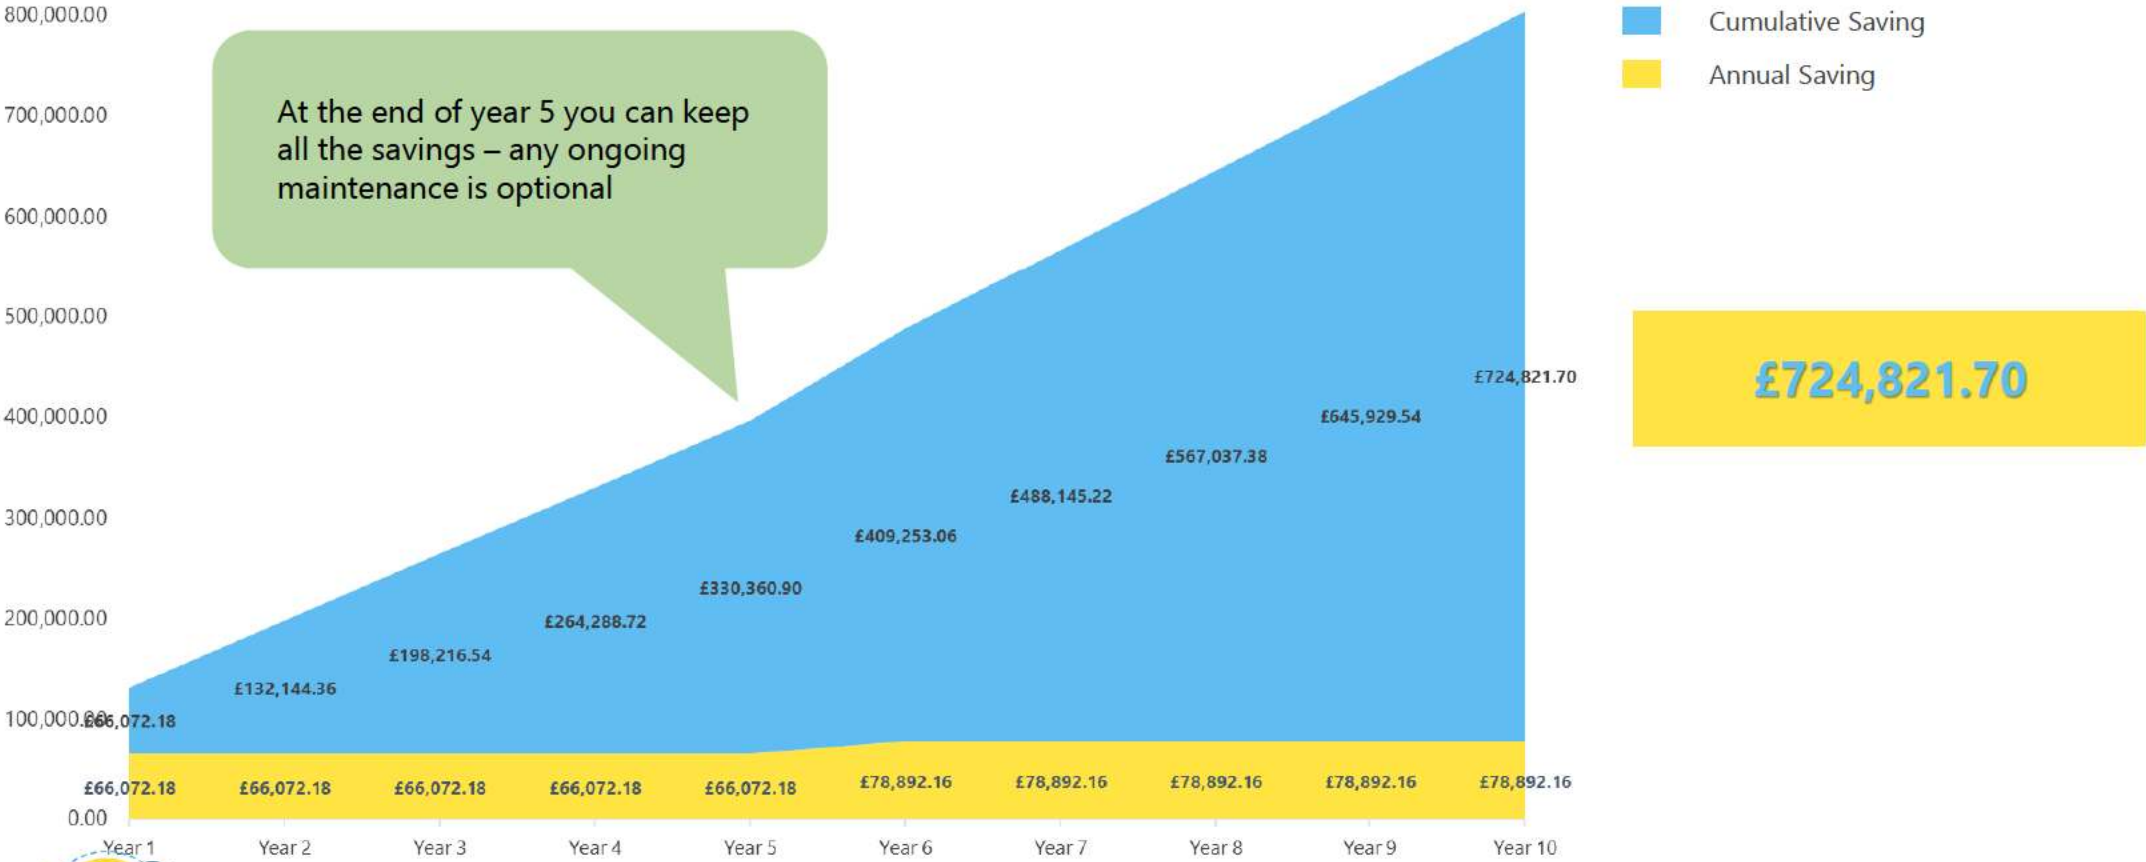 800,000.00
700,000.00
600,000.00
500,000.00
400,000.00
300,000.00
200,000.00
100,000.00
0.00
At the end of year 5 you can keep
all the savings – any ongoing
maintenance is optional
£66,072.18
£132,144.36
£198,216.54
£264,288.72
£330,360.90
£409,253.06
£488,145.22
£567,037.38
£645,929.54
£724,821.70
£66,072.18
£66,072.18
£66,072.18
£66,072.18
£66,072.18
£78,892.16
£78,892.16
£78,892.16
£78,892.16
£78,892.16
Year 1
Year 2
Year 3
Year 4
Year 5
Year 6
Year 7
Year 8
Year 9
Year 10
Cumulative Saving
Annual Saving
£724,821.70